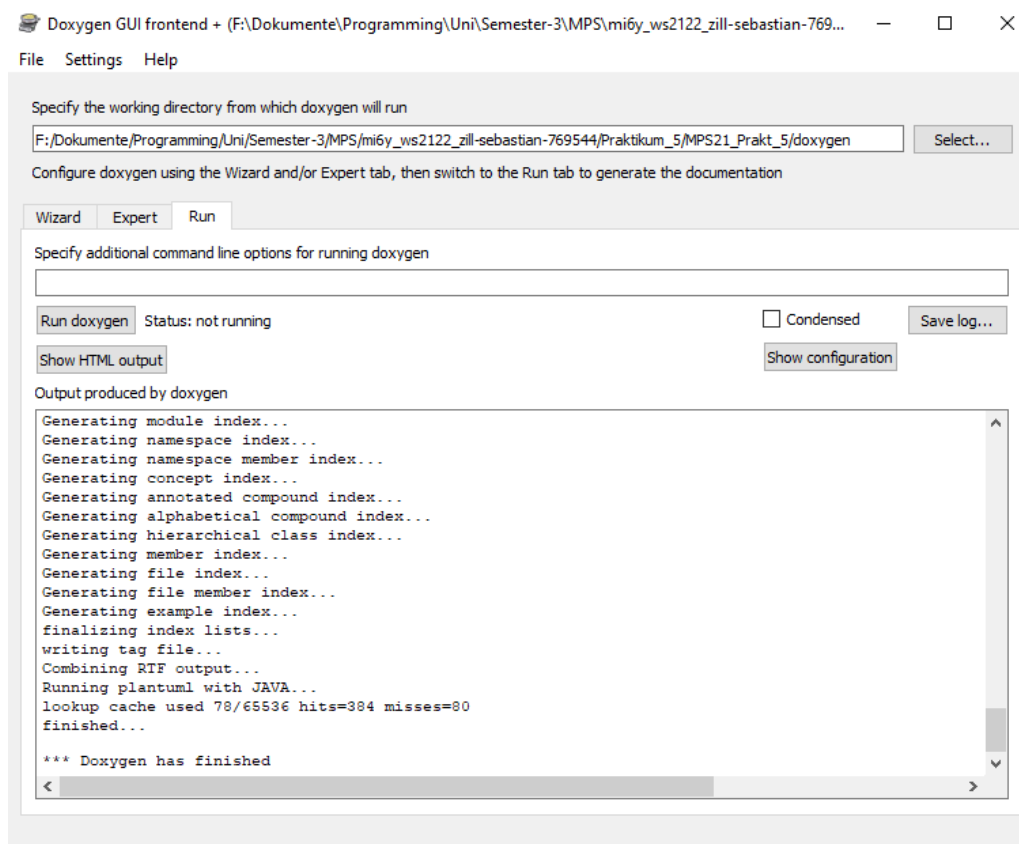 Doxygen GUI frontend + (F:\Dokumente\Programming\Uni\Semester-3\MPS\mi6y_ws2122_zill-sebastian-769...
File Settings Help
Specify the working directory from which doxygen will run
F:/Dokumente/Programming/Uni/Semester-3/MPS/mi6y_ws2122_zill-sebastian-769544/Praktikum_5/MPS21_Prakt_5/doxygen Select...
Configure doxygen using the Wizard and/or Expert tab, then switch to the Run tab to generate the documentation
Wizard Expert Run
Specify additional command line options for running doxygen
Run doxygen Status: not running Condensed Save log...
Show HTML output Show configuration
Output produced by doxygen
Generating module index...
Generating namespace index...
Generating namespace member index...
Generating concept index...
Generating annotated compound index...
Generating alphabetical compound index...
Generating hierarchical class index...
Generating member index...
Generating file index...
Generating file member index...
Generating example index...
finalizing index lists...
writing tag file...
Combining RTF output...
Running plantuml with JAVA...
lookup cache used 78/65536 hits=384 misses=80
finished...
*** Doxygen has finished